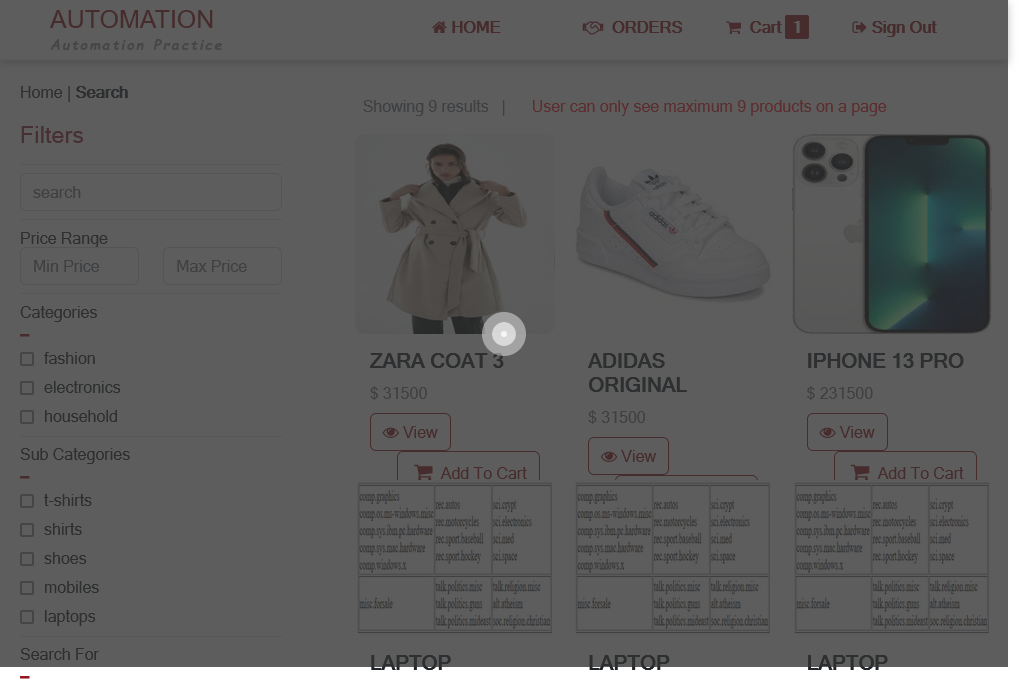 AUTOMATION
Automation Practice
HOME
ORDERS
Cart 1
Sign Out
Home | Search
Showing 9 results |
User can only see maximum 9 products on a page
Filters
search
Price Range
Min Price
Max Price
Categories
fashion
electronics
household
Sub Categories
t-shirts
shirts
shoes
mobiles
laptops
Search For
adidas
ZARA COAT 3
$ 31500
View
Add To Cart
ADIDAS
ORIGINAL
$ 31500
View
IPHONE 13 PRO
$ 231500
View
Add To Cart
comp.graphics
comp.os.ms-windows.misc
comp.sys.ibm.pc.hardware
comp.sys.mac.hardware
comp.windows.x
rec.autos
rec.motorcycles
rec.sport.baseball
rec.sport.hockey
sci.crypt
sci.electronics
sci.med
sci.space
misc.forsale
talk.politics.misc
talk.politics.guns
talk.politics.mideast
talk.religion.misc
alt.atheism
soc.religion.christian
comp.graphics
comp.os.ms-windows.misc
comp.sys.ibm.pc.hardware
comp.sys.mac.hardware
comp.windows.x
rec.autos
rec.motorcycles
rec.sport.baseball
rec.sport.hockey
sci.crypt
sci.electronics
sci.med
sci.space
misc.forsale
talk.politics.misc
talk.politics.guns
talk.politics.mideast
talk.religion.misc
alt.atheism
soc.religion.christian
comp.graphics
comp.os.ms-windows.misc
comp.sys.ibm.pc.hardware
comp.sys.mac.hardware
comp.windows.x
rec.autos
rec.motorcycles
rec.sport.baseball
rec.sport.hockey
sci.crypt
sci.electronics
sci.med
sci.space
misc.forsale
talk.politics.misc
talk.politics.guns
talk.politics.mideast
talk.religion.misc
alt.atheism
soc.religion.christian
LAPTOP
LAPTOP
LAPTOP